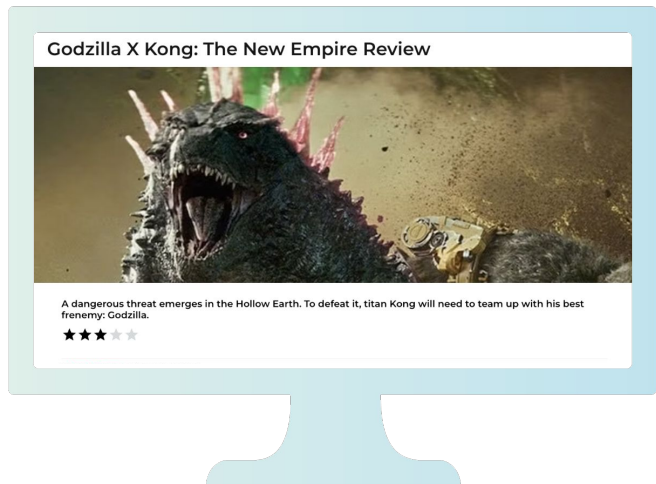 Godzilla X Kong: The New Empire Review
A dangerous threat emerges in the Hollow Earth. To defeat it, titan Kong will need to team up with his best
frenemy: Godzilla.